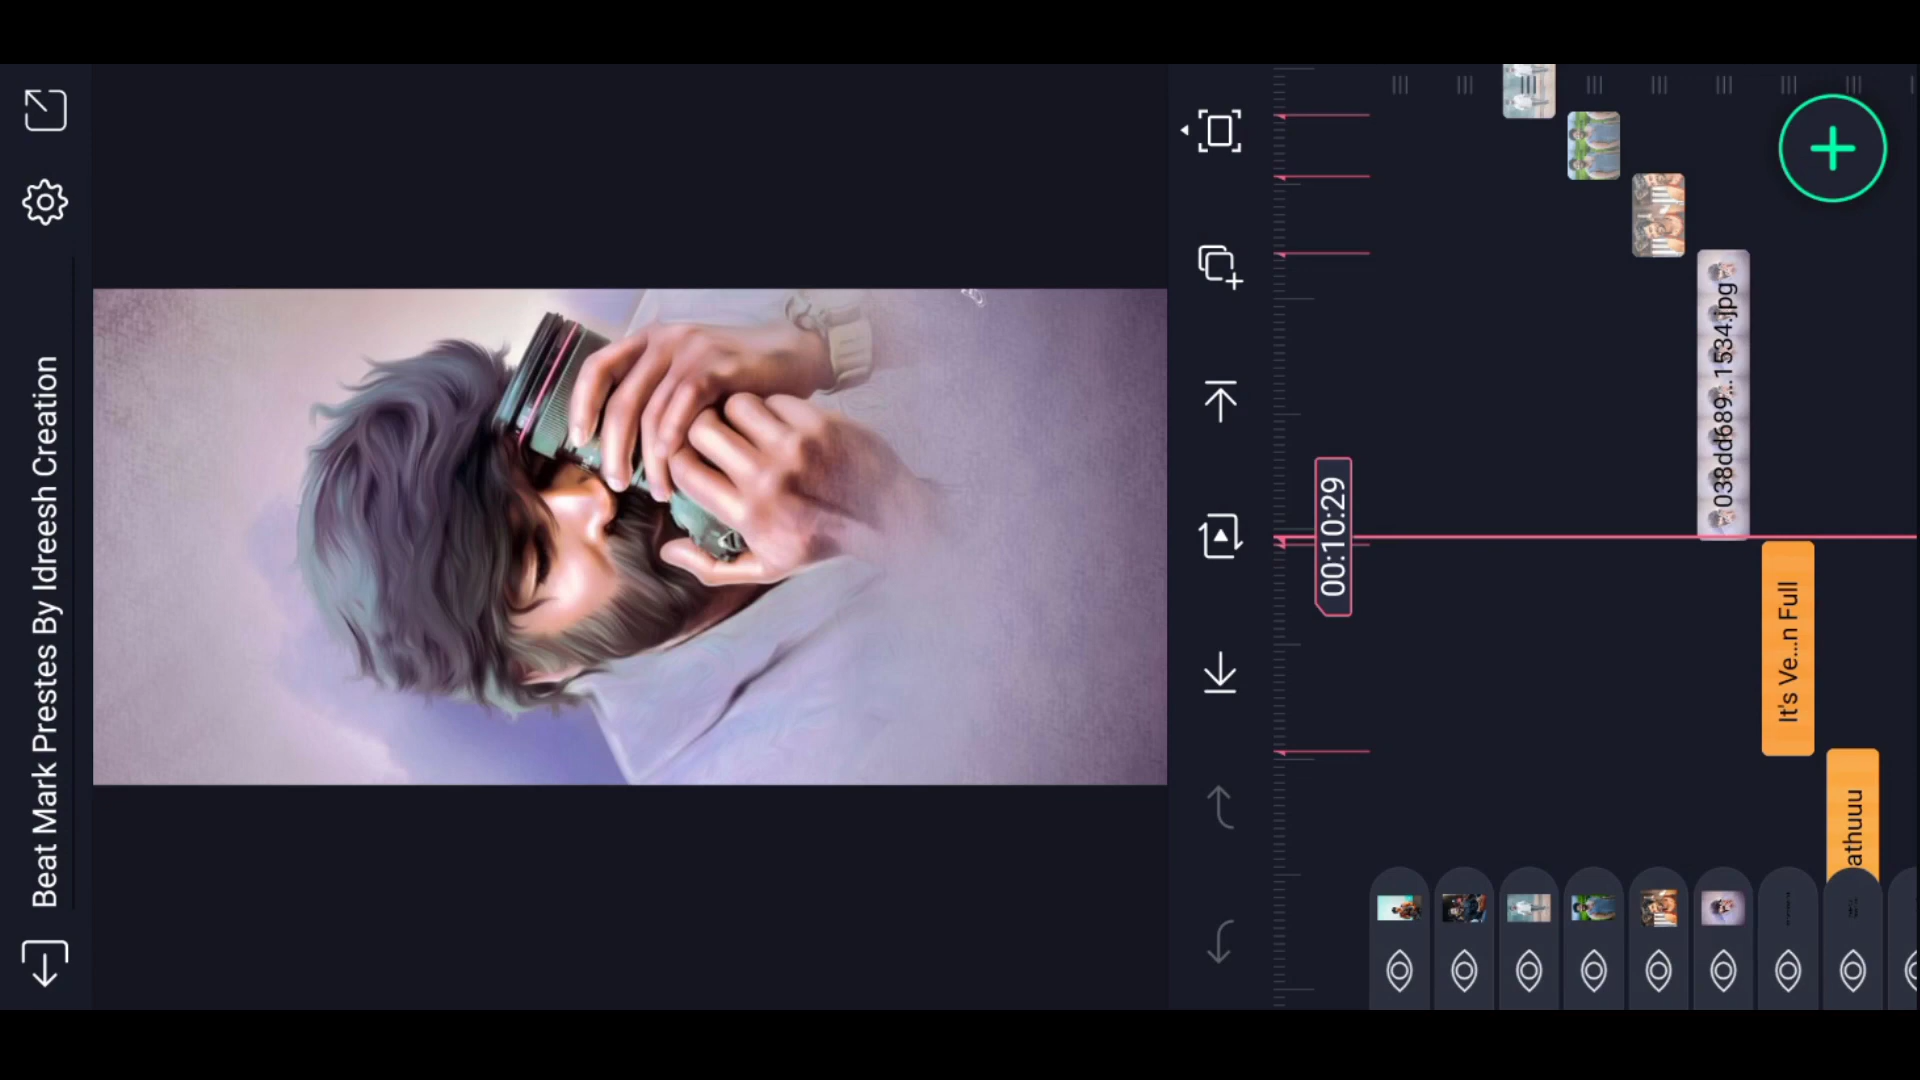 Beat Mark Prestes By Idreesh Creation
00:10:29
038dd689...1534.jpg
It's Ve...n Full
athuuu